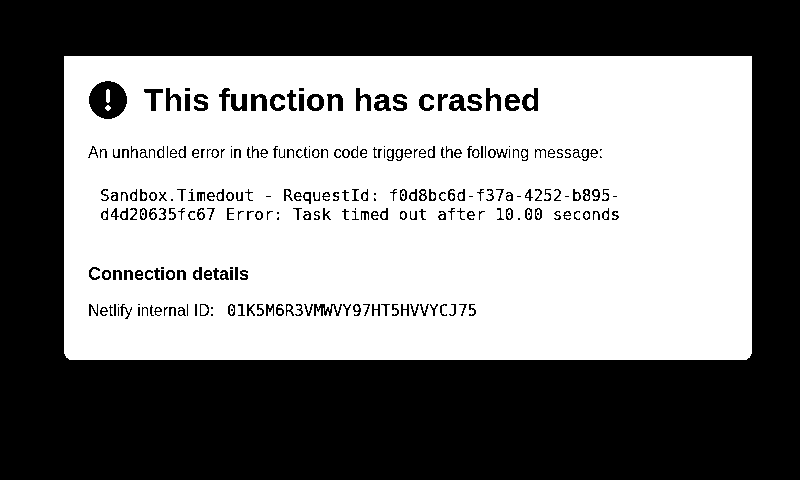 This function has crashed
An unhandled error in the function code triggered the following message:
Sandbox.Timedout - RequestId: f0d8bc6d-f37a-4252-b895-
d4d20635fc67 Error: Task timed out after 10.00 seconds
Connection details
Netlify internal ID: 01K5M6R3VMWVY97HT5HVVYCJ75